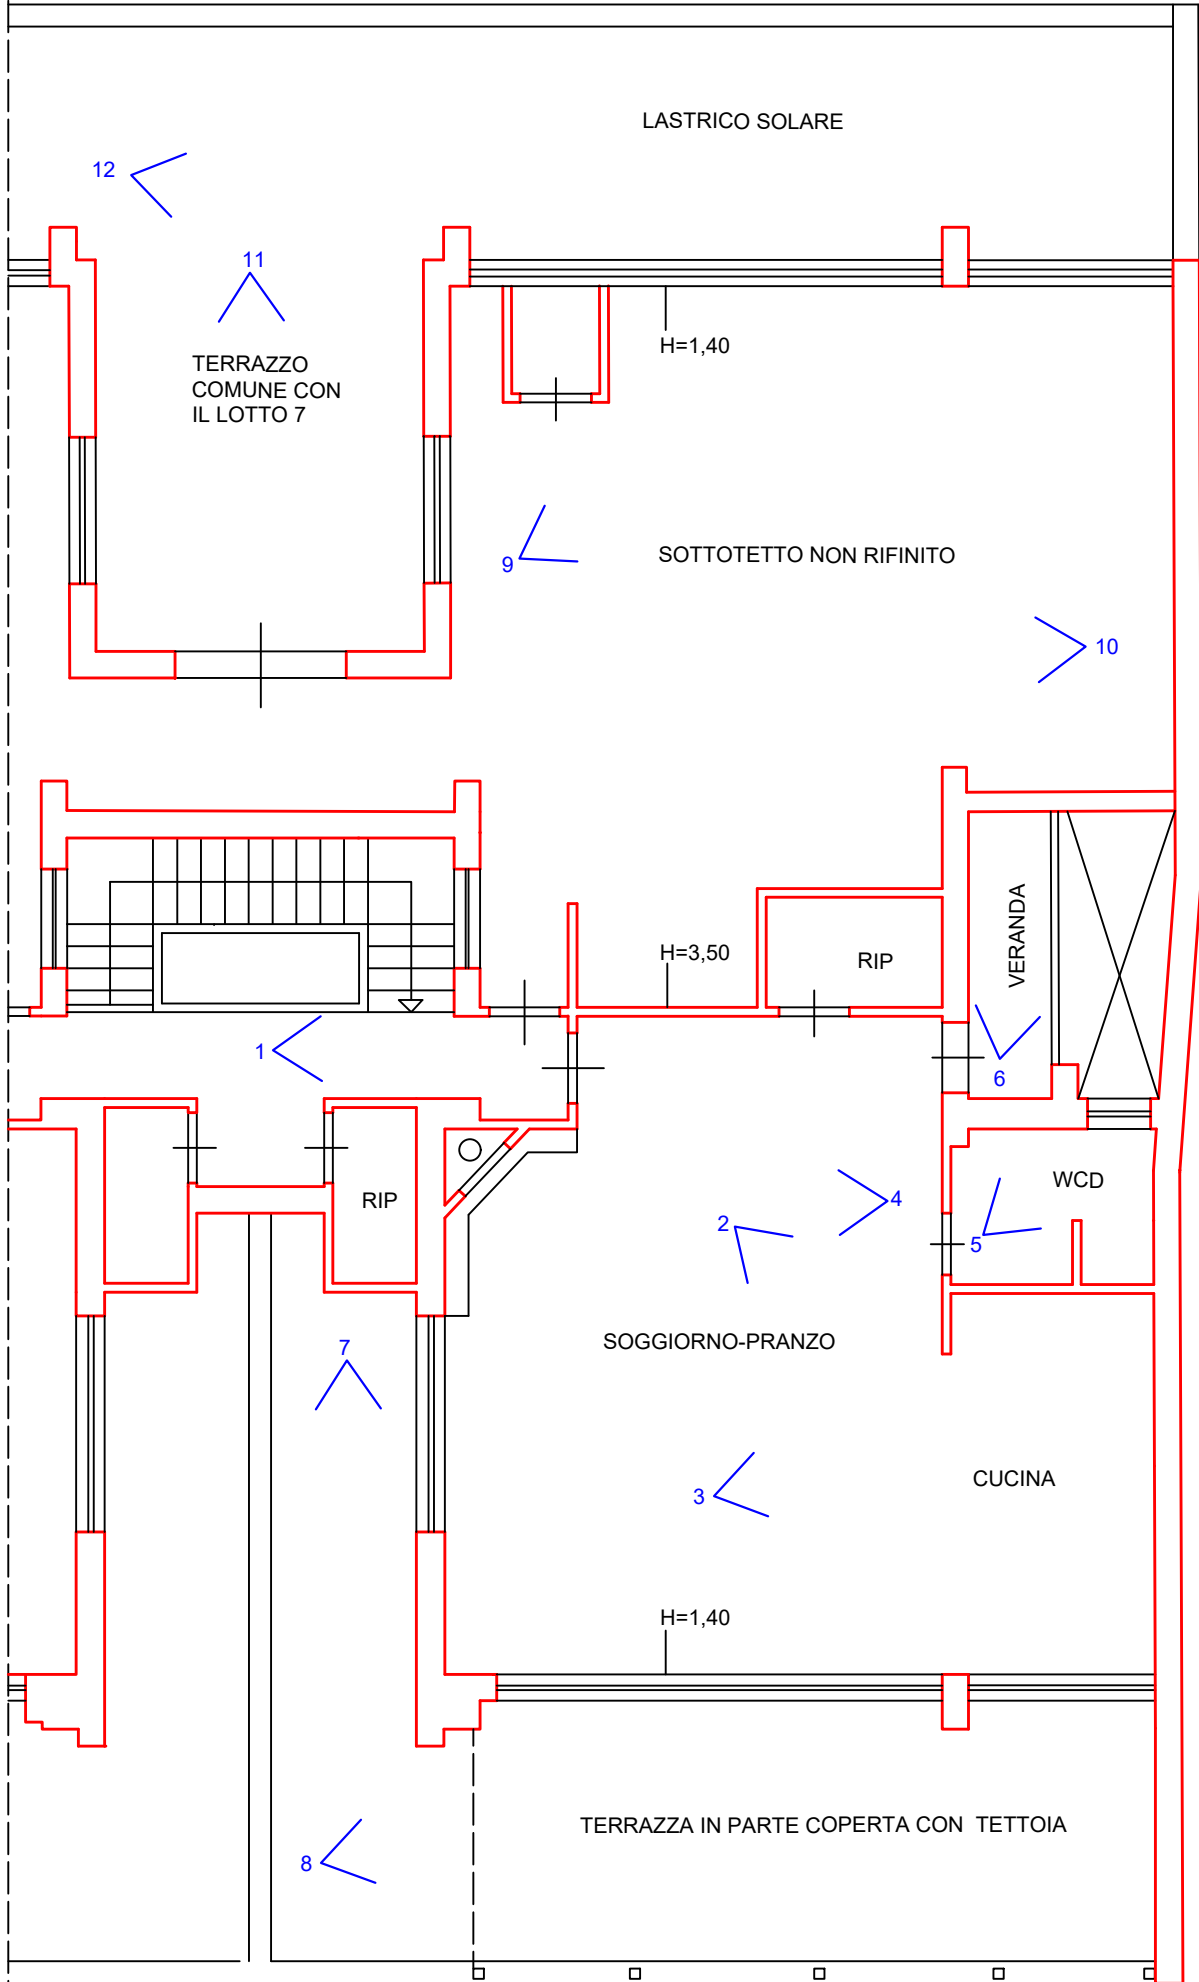 LASTRICO SOLARE
12
11
H=1,40
TERRAZZO
COMUNE CON
IL LOTTO 7
9
SOTTOTETTO NON RIFINITO
10
VERANDA
H=3,50
RIP
1
6
RIP
WCD
4
2
5
SOGGIORNO-PRANZO
7
CUCINA
3
H=1,40
TERRAZZA IN PARTE COPERTA CON TETTOIA
8